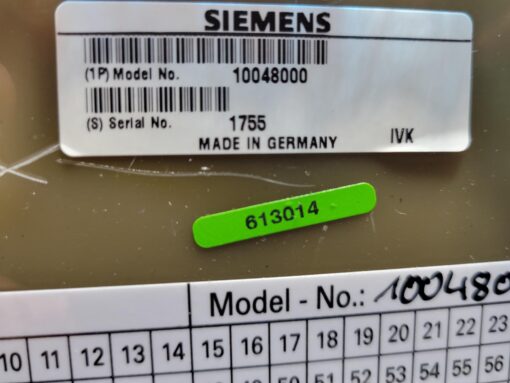 SIEMENS
(1P) Model No. 10048000
(S) Serial No. 1755
MADE IN GERMANY IVK
613014
Model - No.: 100480
10 11 12 13 14 15 16 17 18 19 20 21 22 23
50 51 52 53 54 55 56